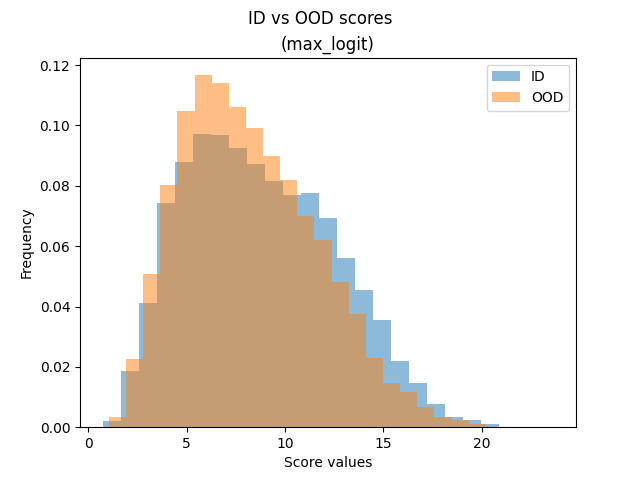 ID vs OOD scores
(max_logit)
ID
OOD
0.12
0.10
0.08
0.06
0.04
0.02
0.00
Frequency
0
5
10
15
20
Score values